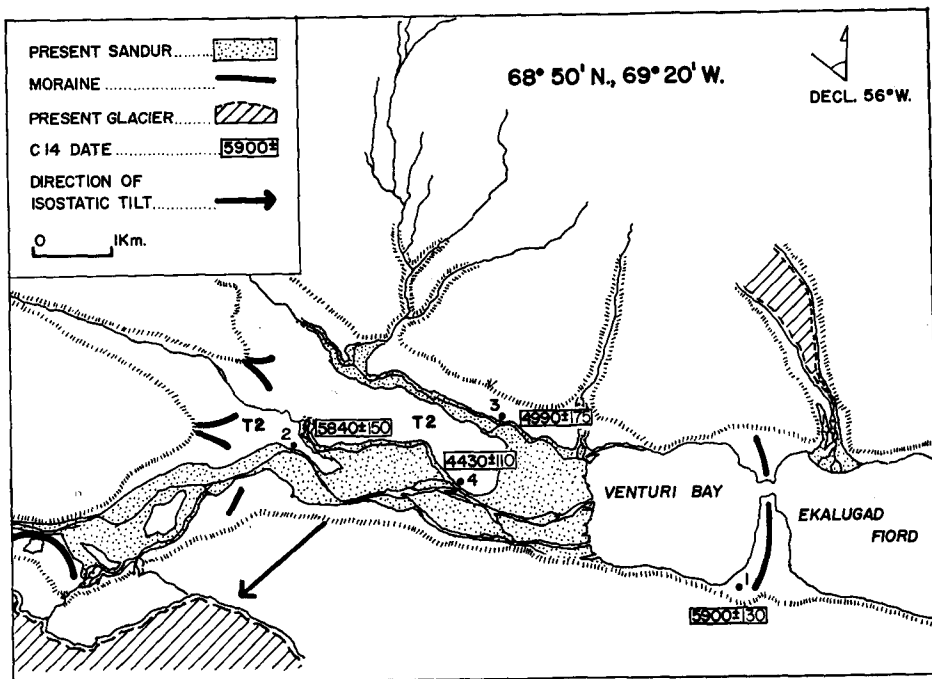 PRESENT SANDUR
MORAINE
PRESENT GLACIER
C14 DATE 5900±
DIRECTION OF
ISOSTATIC TILT
0 1Km.
68° 50' N., 69° 20' W.
DECL. 56° W.
3
4990±175
T2
5840±150
T2
2
4430±110
4
VENTURI BAY
EKALUGAD
FIORD
1
5900±130